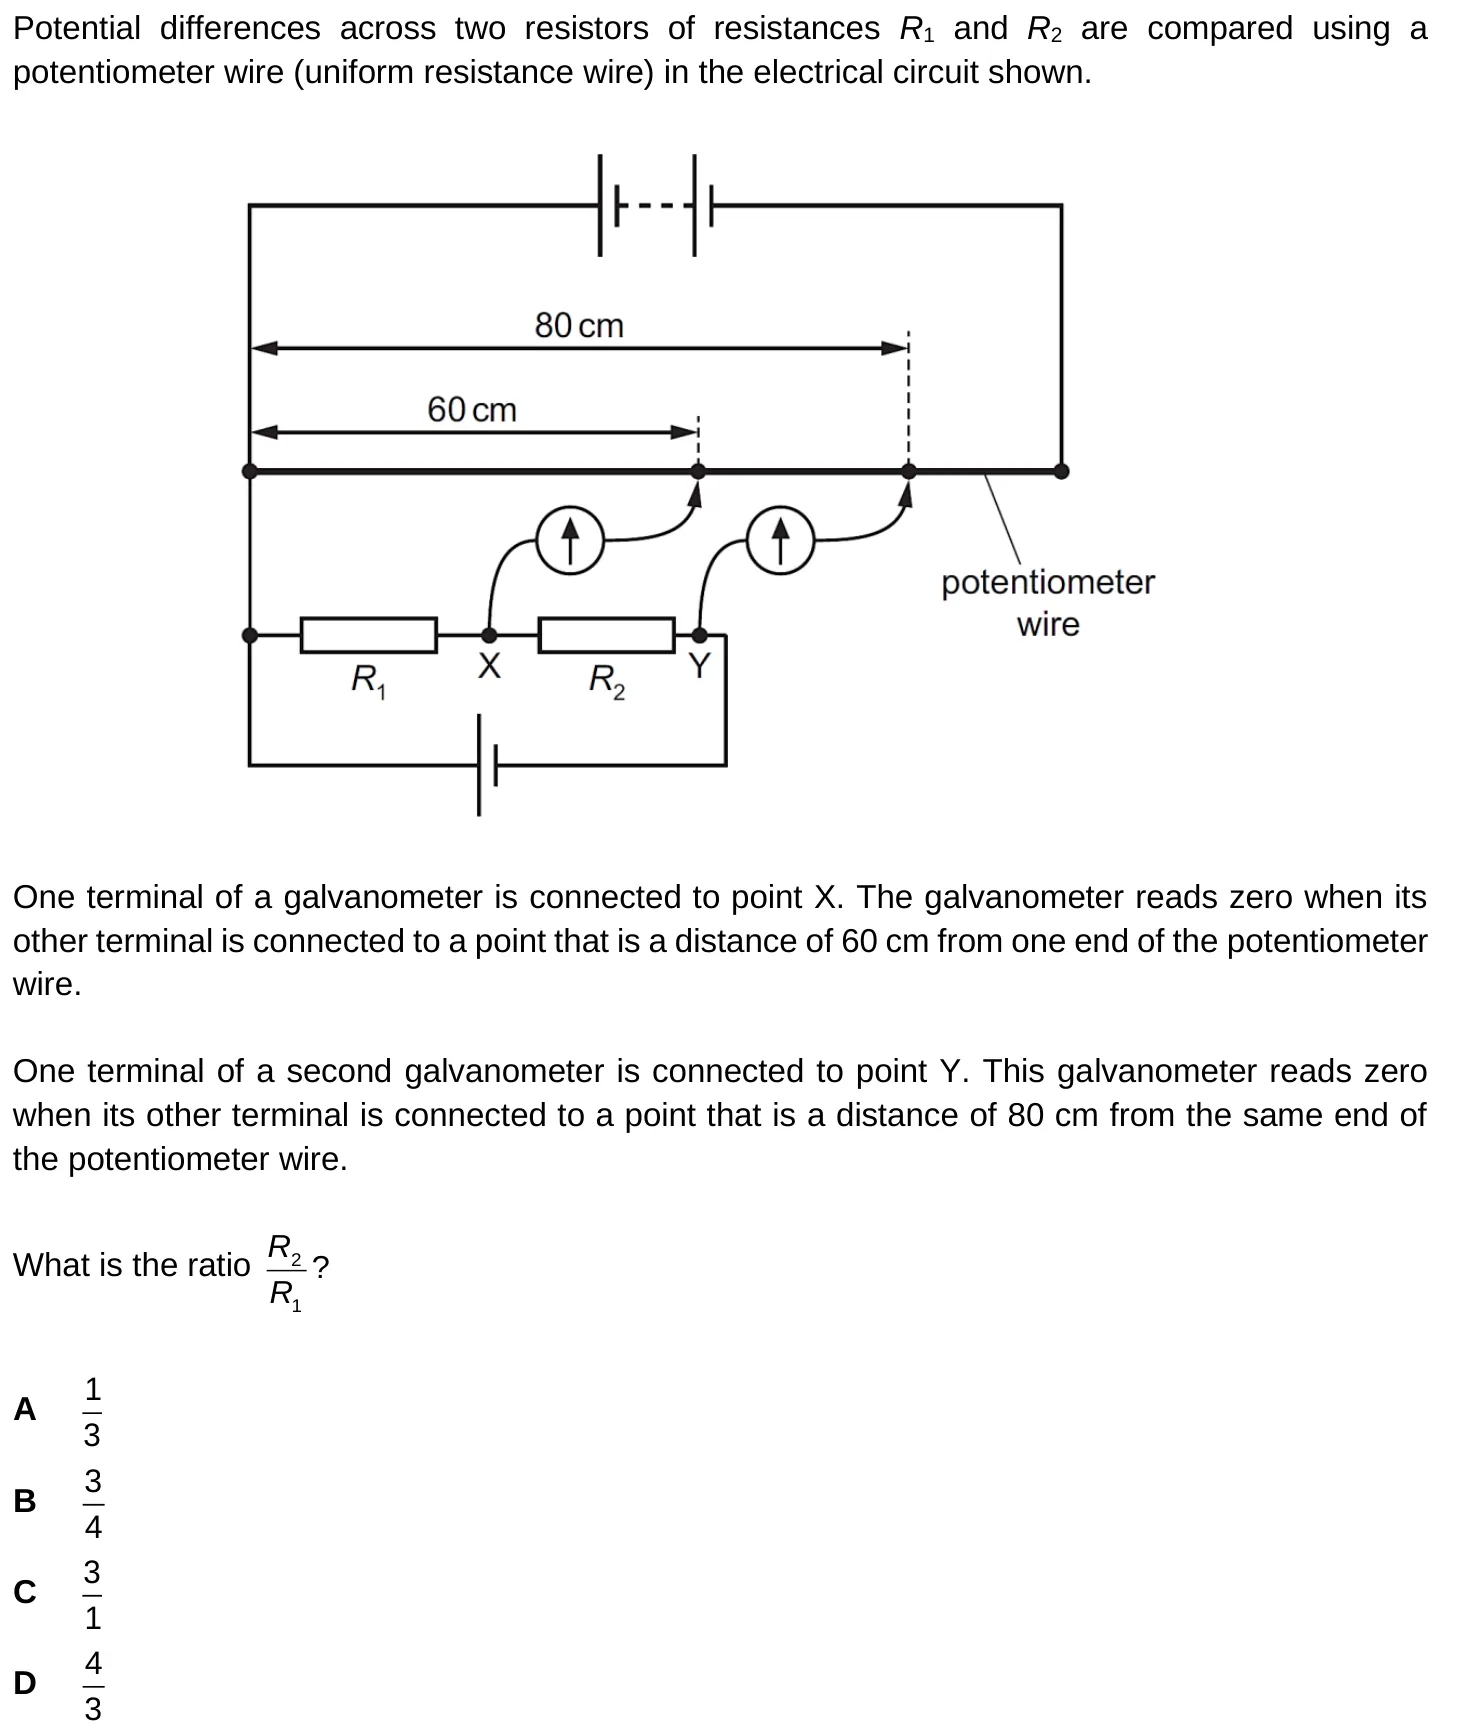 Potential differences across two resistors of resistances R₁ and R₂ are compared using a
potentiometer wire (uniform resistance wire) in the electrical circuit shown.
80 cm
60 cm
potentiometer
wire
X
Y
R₁
R₂
One terminal of a galvanometer is connected to point X. The galvanometer reads zero when its
other terminal is connected to a point that is a distance of 60 cm from one end of the potentiometer
wire.
One terminal of a second galvanometer is connected to point Y. This galvanometer reads zero
when its other terminal is connected to a point that is a distance of 80 cm from the same end of
the potentiometer wire.
What is the ratio R₂/R₁?
A 1/3
B 3/4
C 3/1
D 4/3